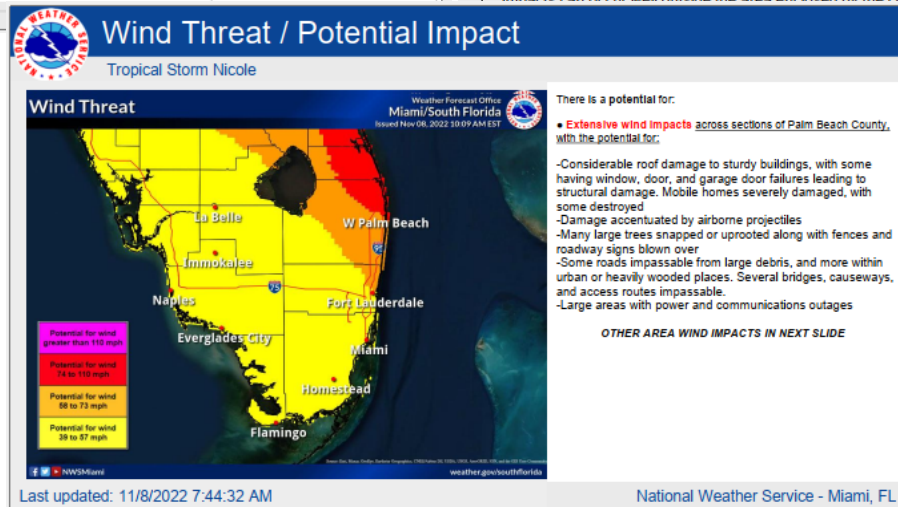 NATIONAL WEATHER SERVICE
Wind Threat / Potential Impact
Tropical Storm Nicole
Wind Threat
Weather Forecast Office
Miami/South Florida
Issued Nov 08, 2022 10:09 AM EST
La Belle
W Palm Beach
95
Immokalee
75
Naples
Fort Lauderdale
Everglades City
Miami
Homestead
Flamingo
Potential for wind
greater than 110 mph
Potential for wind
74 to 110 mph
Potential for wind
58 to 73 mph
Potential for wind
39 to 57 mph
NWSMiami
weather.gov/southflorida
There is a potential for:
● Extensive wind impacts across sections of Palm Beach County,
with the potential for:
-Considerable roof damage to sturdy buildings, with some
having window, door, and garage door failures leading to
structural damage. Mobile homes severely damaged, with
some destroyed
-Damage accentuated by airborne projectiles
-Many large trees snapped or uprooted along with fences and
roadway signs blown over
-Some roads impassable from large debris, and more within
urban or heavily wooded places. Several bridges, causeways,
and access routes impassable.
-Large areas with power and communications outages
OTHER AREA WIND IMPACTS IN NEXT SLIDE
Last updated: 11/8/2022 7:44:32 AM
National Weather Service - Miami, FL